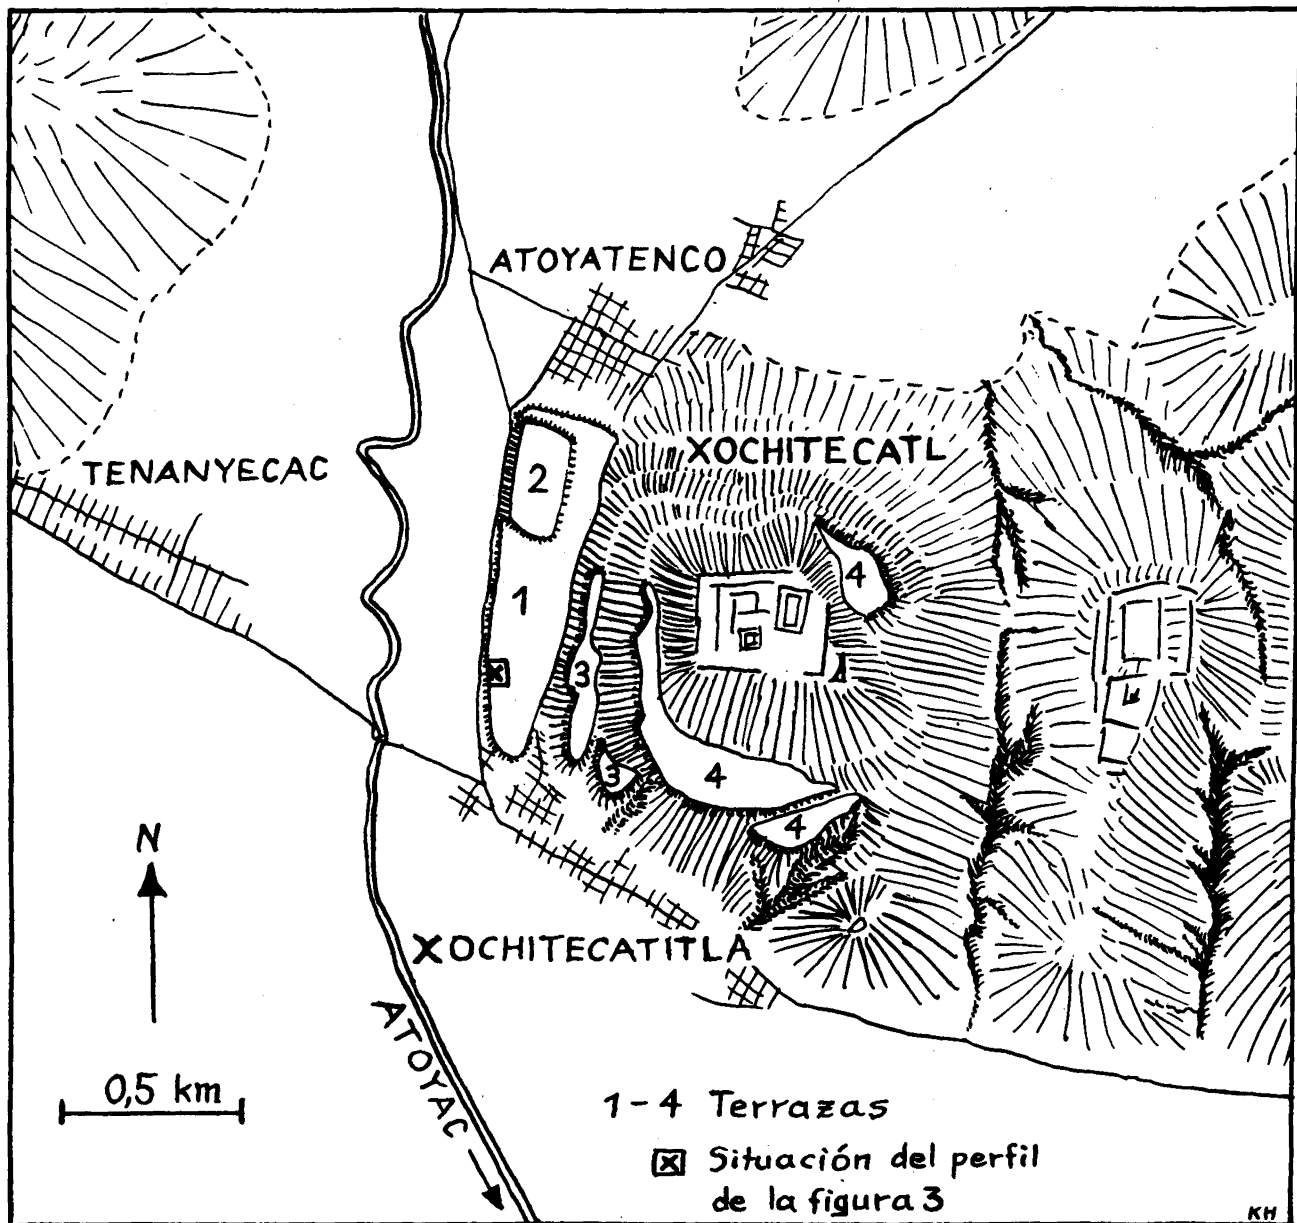 ATOYATENCO
XOCHITECATL
TENANYECAC
2
1
4
3
3
4
4
N
XOCHITECATITLA
0,5 km
ATOYAC
1-4 Terrazas
x Situación del perfil
de la figura 3
KH